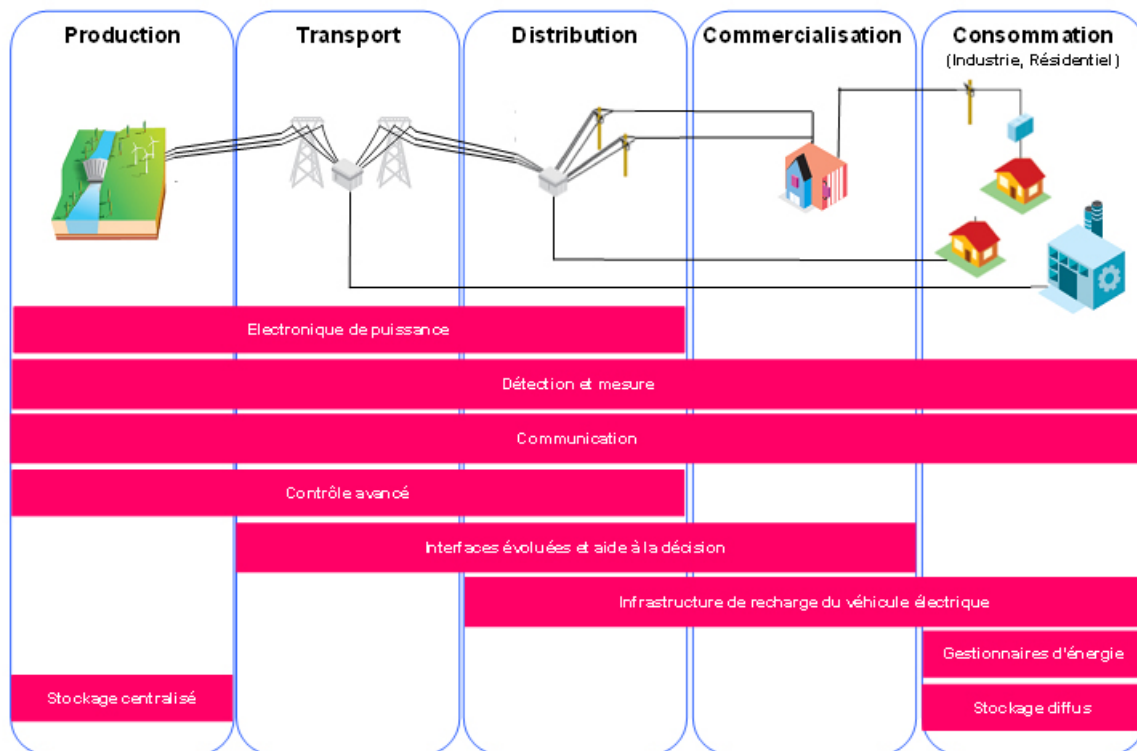 Production
Transport
Distribution
Commercialisation
Consommation
(Industrie, Résidentiel)
Electronique de puissance
Détection et mesure
Communication
Contrôle avancé
Interfaces évoluées et aide à la décision
Infrastructure de recharge du véhicule électrique
Gestionnaires d'énergie
Stockage centralisé
Stockage diffus